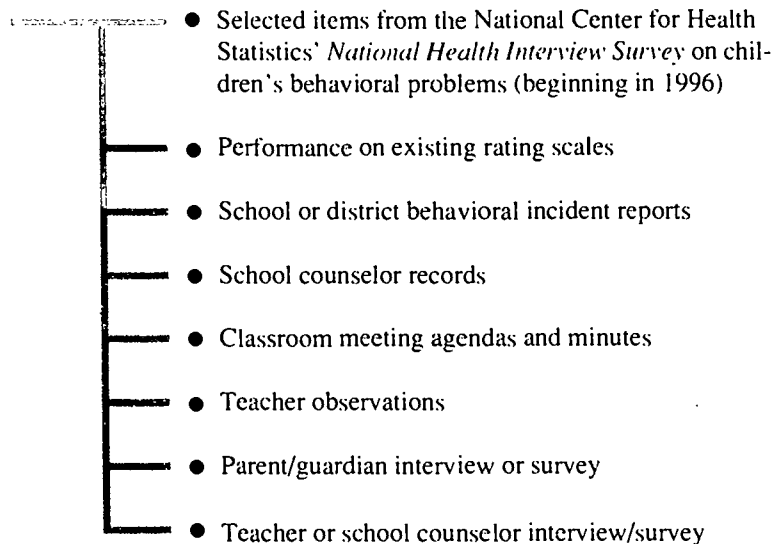 ● Selected items from the National Center for Health
Statistics' National Health Interview Survey on chil-
dren's behavioral problems (beginning in 1996)
● Performance on existing rating scales
● School or district behavioral incident reports
● School counselor records
● Classroom meeting agendas and minutes
● Teacher observations
● Parent/guardian interview or survey
● Teacher or school counselor interview/survey